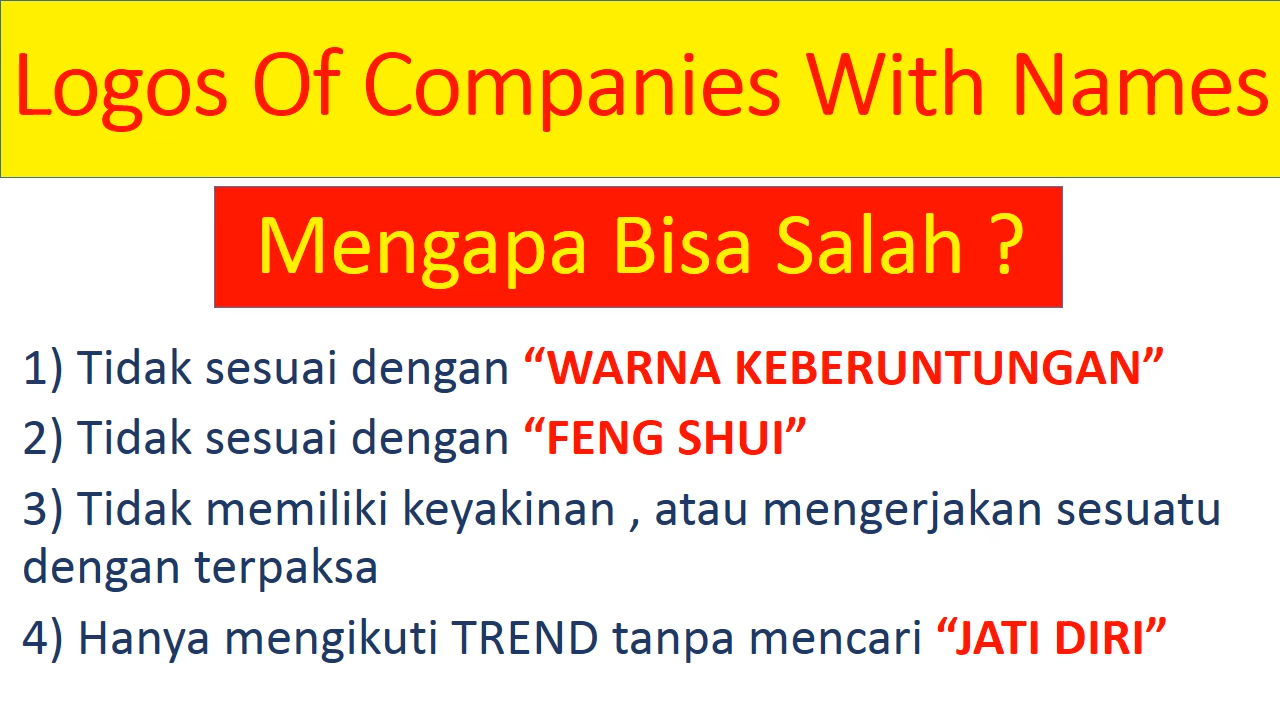 Logos Of Companies With Names
Mengapa Bisa Salah ?
1) Tidak sesuai dengan “WARNA KEBERUNTUNGAN”
2) Tidak sesuai dengan “FENG SHUI”
3) Tidak memiliki keyakinan , atau mengerjakan sesuatu
dengan terpaksa
4) Hanya mengikuti TREND tanpa mencari “JATI DIRI”